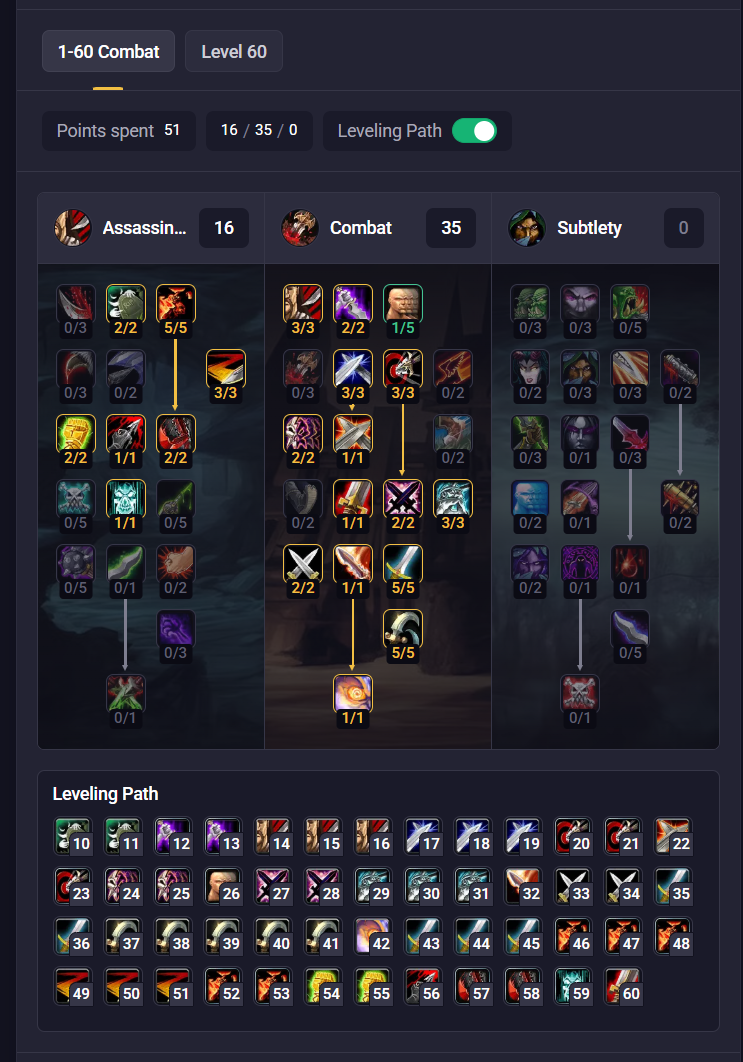 1-60 Combat Level 60
Points spent 51 16 / 35 / 0 Leveling Path
Assassin... 16 Combat 35 Subtlety 0
0/3 2/2 5/5 3/3 2/2 1/5 0/3 0/3 0/5
0/3 0/2 3/3 0/3 3/3 3/3 0/2 0/2 0/3 0/3 0/2
2/2 1/1 2/2 2/2 1/1 0/2 0/3 0/1 0/3
0/5 1/1 0/5 0/2 1/1 2/2 3/3 0/2 0/1 0/2
0/5 0/1 0/2 2/2 1/1 5/5 0/2 0/1 0/1
0/3 5/5 0/5
0/1 1/1 0/1
Leveling Path
10 11 12 13 14 15 16 17 18 19 20 21 22
23 24 25 26 27 28 29 30 31 32 33 34 35
36 37 38 39 40 41 42 43 44 45 46 47 48
49 50 51 52 53 54 55 56 57 58 59 60